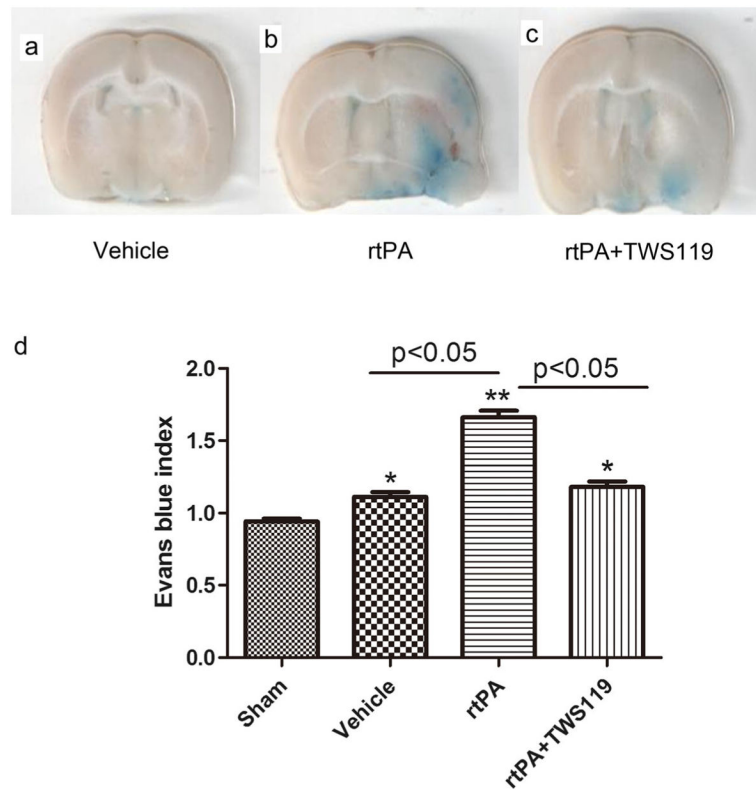 a
b
c
Vehicle
rtPA
rtPA+TWS119
d
p<0.05
p<0.05
**
*
*
2.0
1.5
1.0
0.5
0.0
Evans blue index
Sham
Vehicle
rtPA
rtPA+TWS119